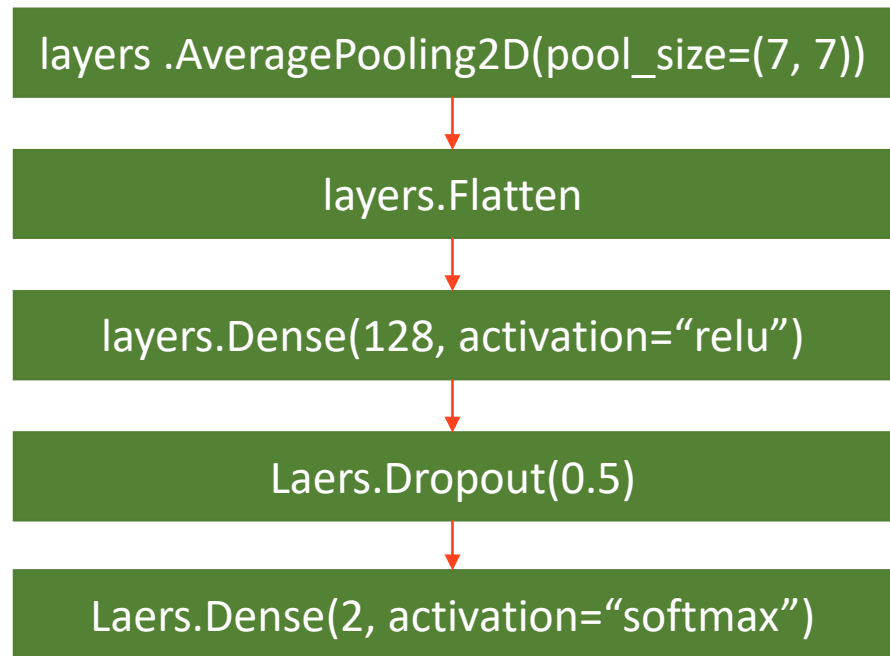 layers .AveragePooling2D(pool_size=(7, 7))
layers.Flatten
layers.Dense(128, activation=“relu”)
Laers.Dropout(0.5)
Laers.Dense(2, activation=“softmax”)